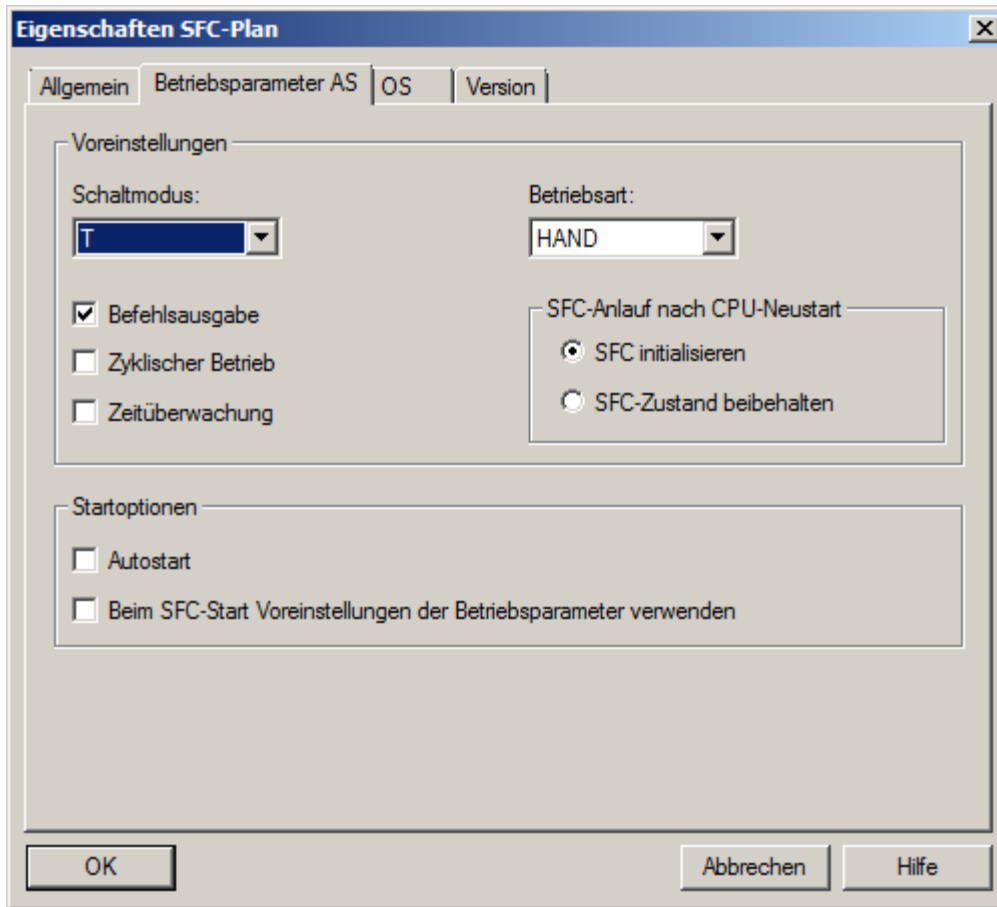 Eigenschaften SFC-Plan
Allgemein Betriebsparameter AS OS Version
Voreinstellungen
Schaltmodus: Betriebsart:
T HAND
Befehlsausgabe SFC-Anlauf nach CPU-Neustart
Zyklischer Betrieb SFC initialisieren
Zeitüberwachung SFC-Zustand beibehalten
Startoptionen
Autostart
Beim SFC-Start Voreinstellungen der Betriebsparameter verwenden
OK Abbrechen Hilfe